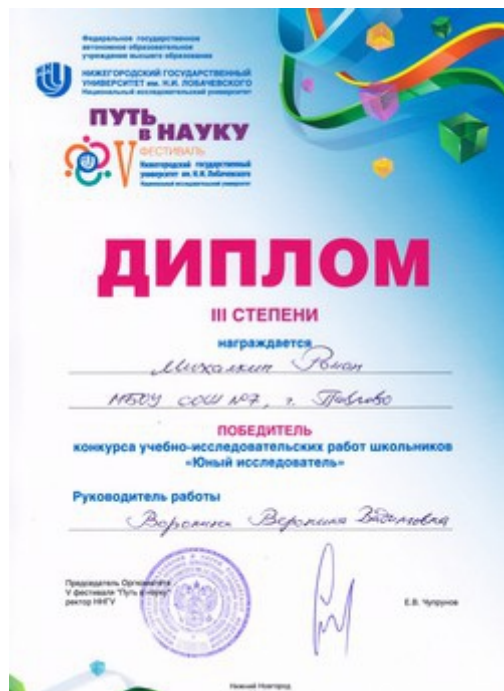 Федеральное государственное
автономное образовательное
учреждение высшего образования
НИЖЕГОРОДСКИЙ ГОСУДАРСТВЕННЫЙ
УНИВЕРСИТЕТ им. Н.И. ЛОБАЧЕВСКОГО
Национальный исследовательский университет
ПУТЬ
В НАУКУ
V ФЕСТИВАЛЬ
Нижегородский государственный
университет им. Н.И. Лобачевского
Национальный исследовательский университет
ДИПЛОМ
III СТЕПЕНИ
награждается
Михалкин Роман
МБОУ СОШ №7, г. Павлово
ПОБЕДИТЕЛЬ
конкурса учебно-исследовательских работ школьников
«Юный исследователь»
Руководитель работы
Воронина Вероника Вадимовна
Председатель Оргкомитета
V фестиваля "Путь в науку"
ректор ННГУ
Е.В. Чупрунов
Нижний Новгород